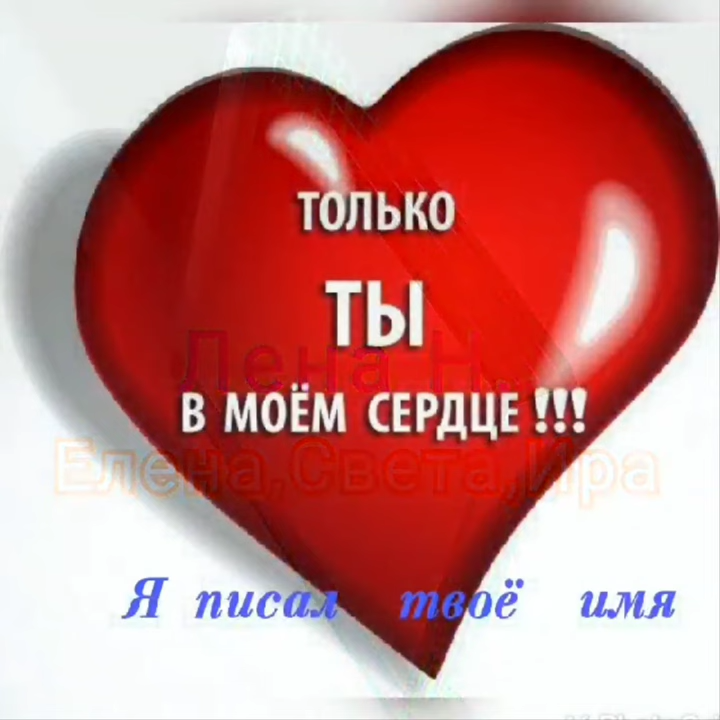 ТОЛЬКО
ТЫ
Лена Н.
В МОЁМ СЕРДЦЕ !!!
Елена,Света,Ира
Я писал твоё имя